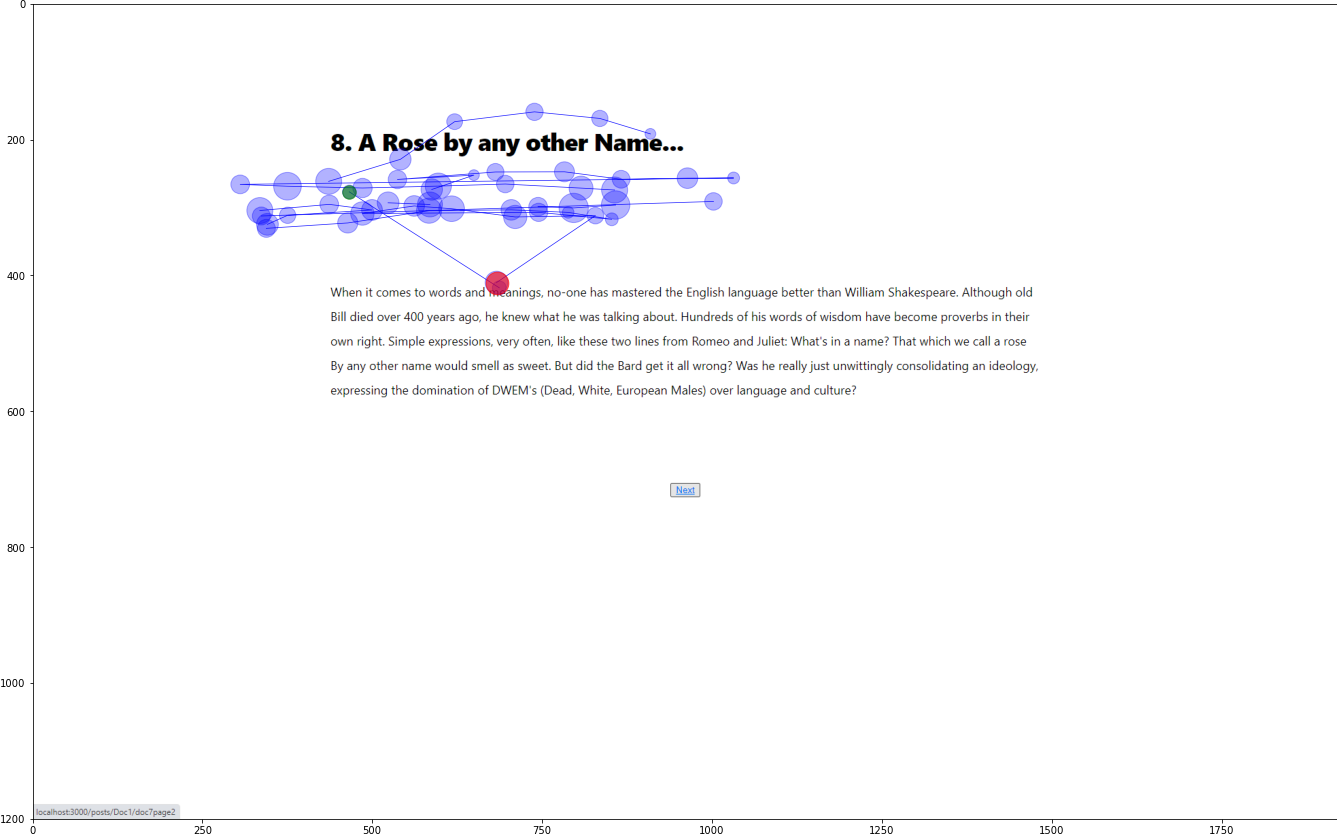 8. A Rose by any other Name...
When it comes to words and meanings, no-one has mastered the English language better than William Shakespeare. Although old
Bill died over 400 years ago, he knew what he was talking about. Hundreds of his words of wisdom have become proverbs in their
own right. Simple expressions, very often, like these two lines from Romeo and Juliet: What's in a name? That which we call a rose
By any other name would smell as sweet. But did the Bard get it all wrong? Was he really just unwittingly consolidating an ideology,
expressing the domination of DWEM's (Dead, White, European Males) over language and culture?
Next
localhost:3000/posts/Doc1/doc7page2
0
200
400
600
800
1000
1200
0 250 500 750 1000 1250 1500 1750